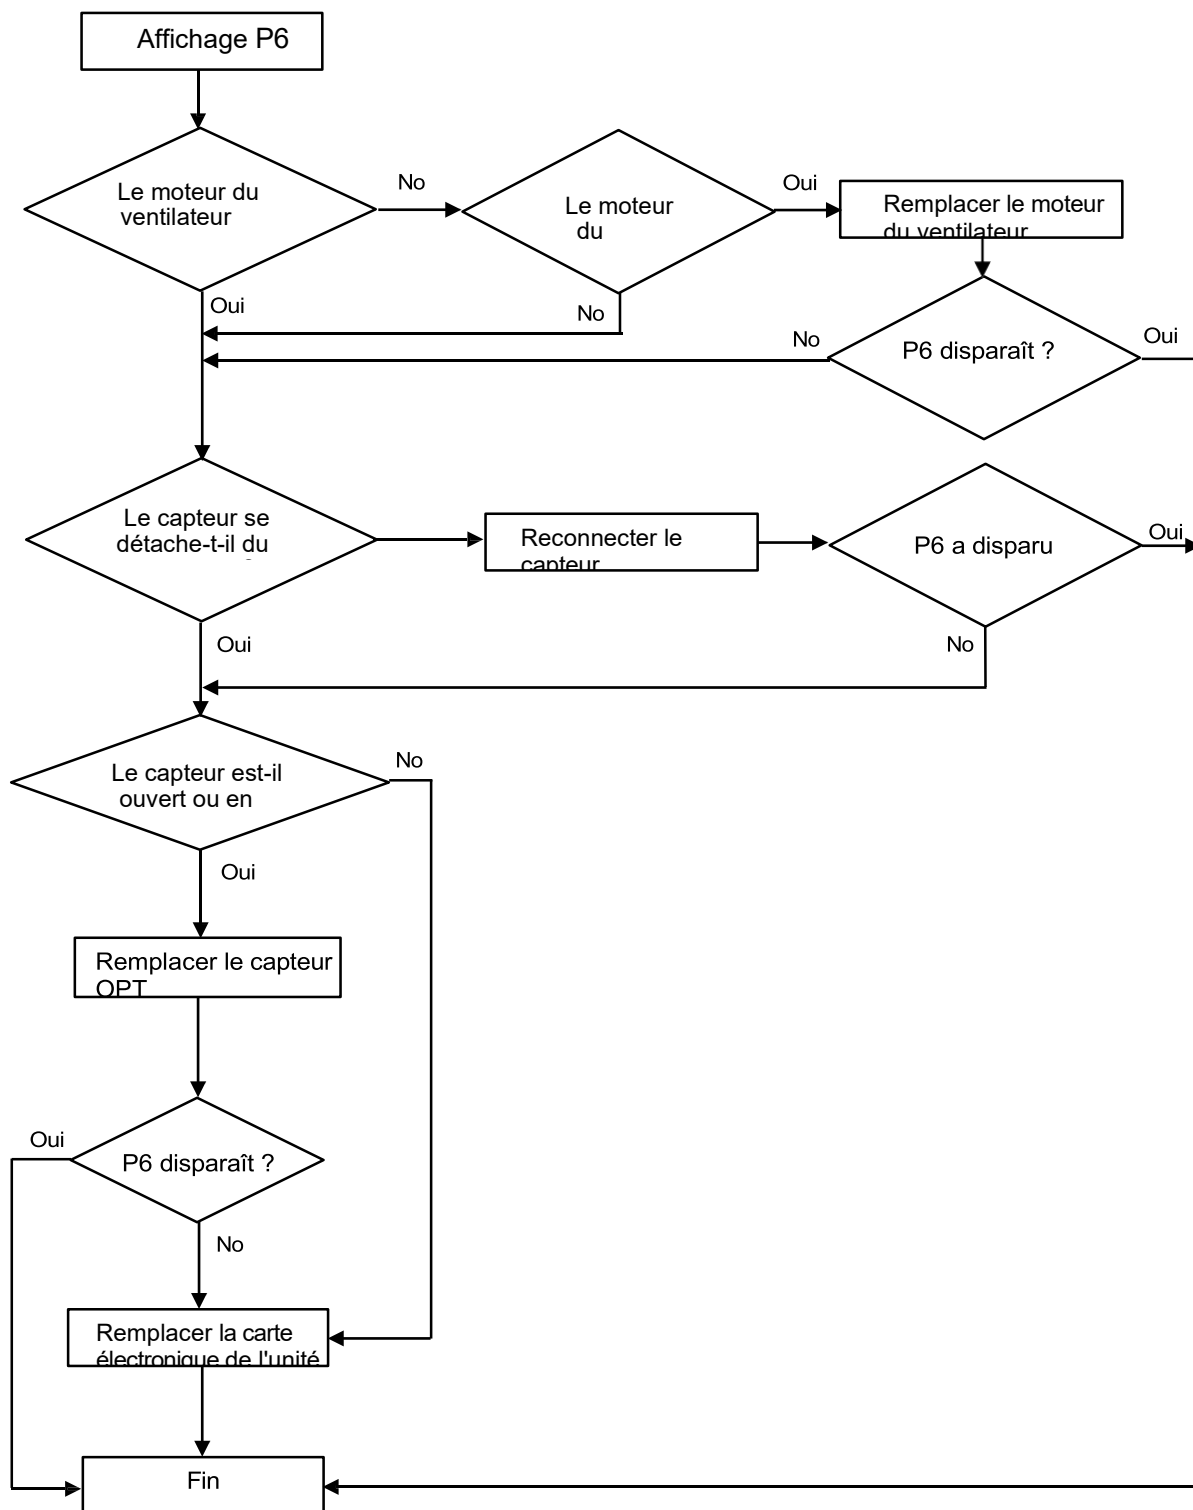 Affichage P6
Le moteur du
ventilateur
No
Le moteur
du
Oui
Remplacer le moteur
du ventilateur
Oui
No
No
P6 disparaît ?
Oui
Le capteur se
détache-t-il du
Reconnecter le
capteur
P6 a disparu
Oui
Oui
No
Le capteur est-il
ouvert ou en
No
Oui
Remplacer le capteur
OPT
Oui
P6 disparaît ?
No
Remplacer la carte
électronique de l'unité
Fin